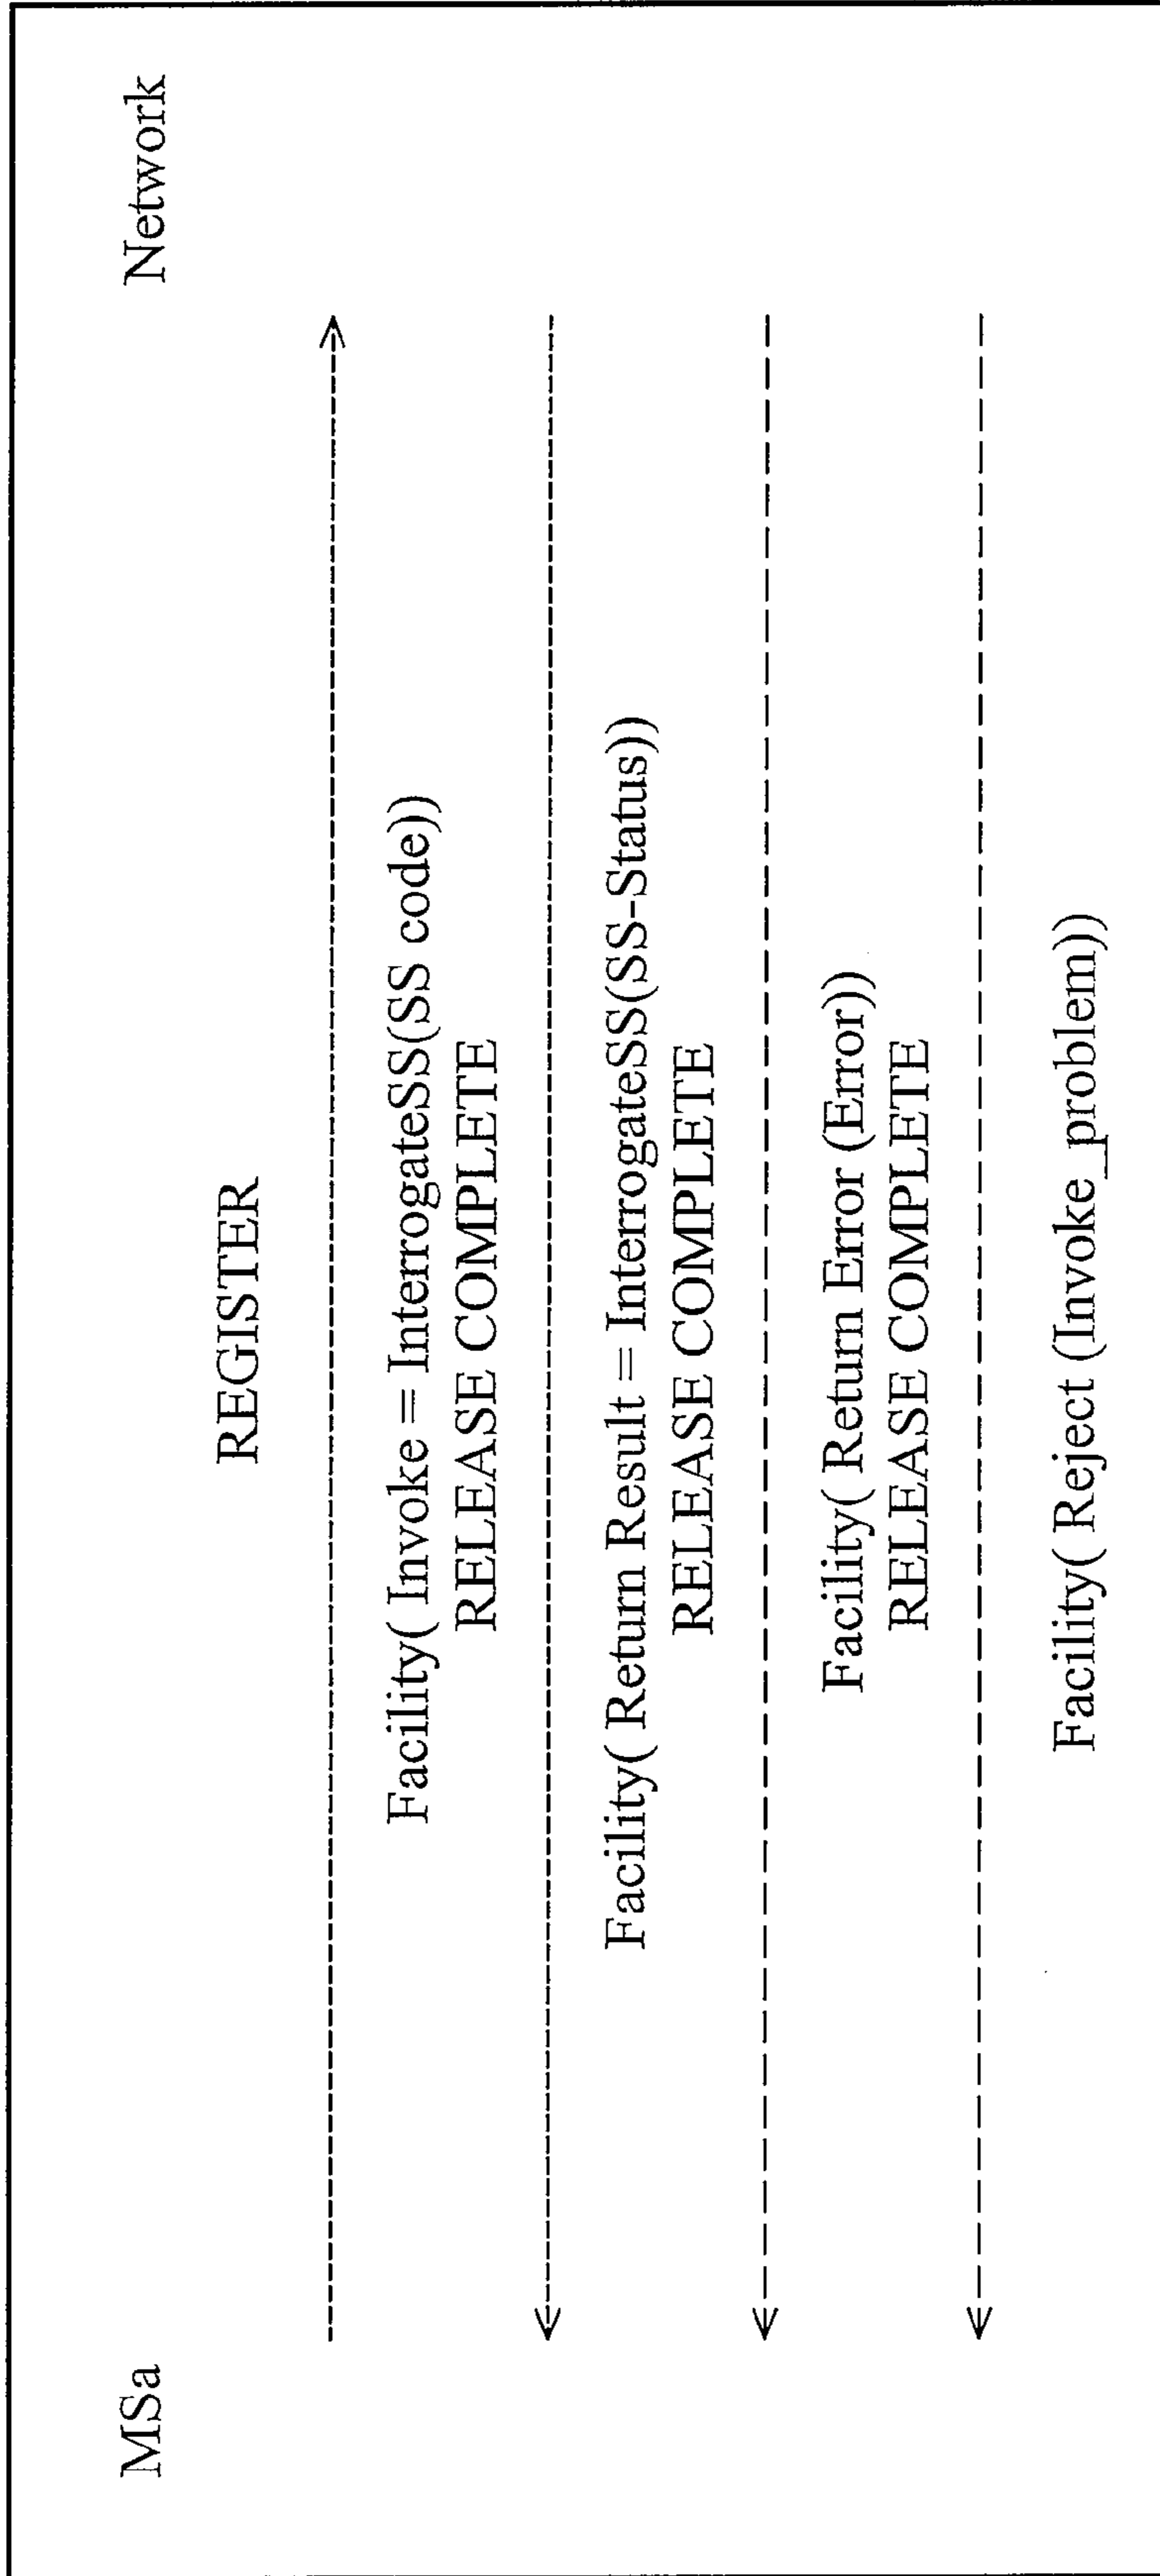 MSa Network
REGISTER
Facility( Invoke = InterrogateSS(SS code))
RELEASE COMPLETE
Facility( Return Result = InterrogateSS(SS-Status))
RELEASE COMPLETE
Facility( Return Error (Error))
RELEASE COMPLETE
Facility( Reject (Invoke_problem))